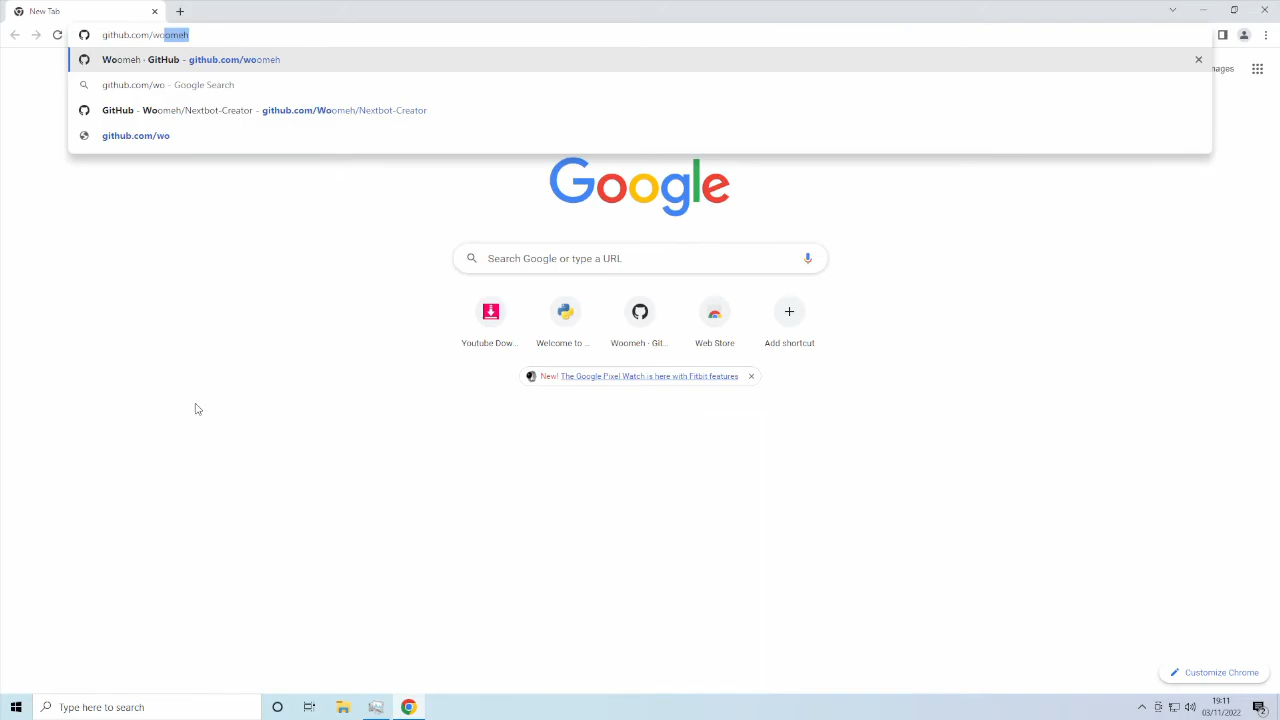 New Tab
github.com/woomeh
Woomeh · GitHub - github.com/woomeh
github.com/wo - Google Search
GitHub - Woomeh/Nextbot-Creator - github.com/Woomeh/Nextbot-Creator
github.com/wo
mages
Google
Search Google or type a URL
Youtube Dow...
Welcome to ...
Woomeh · Git...
Web Store
Add shortcut
New! The Google Pixel Watch is here with Fitbit features
Customize Chrome
Type here to search
19:11
03/11/2022
2